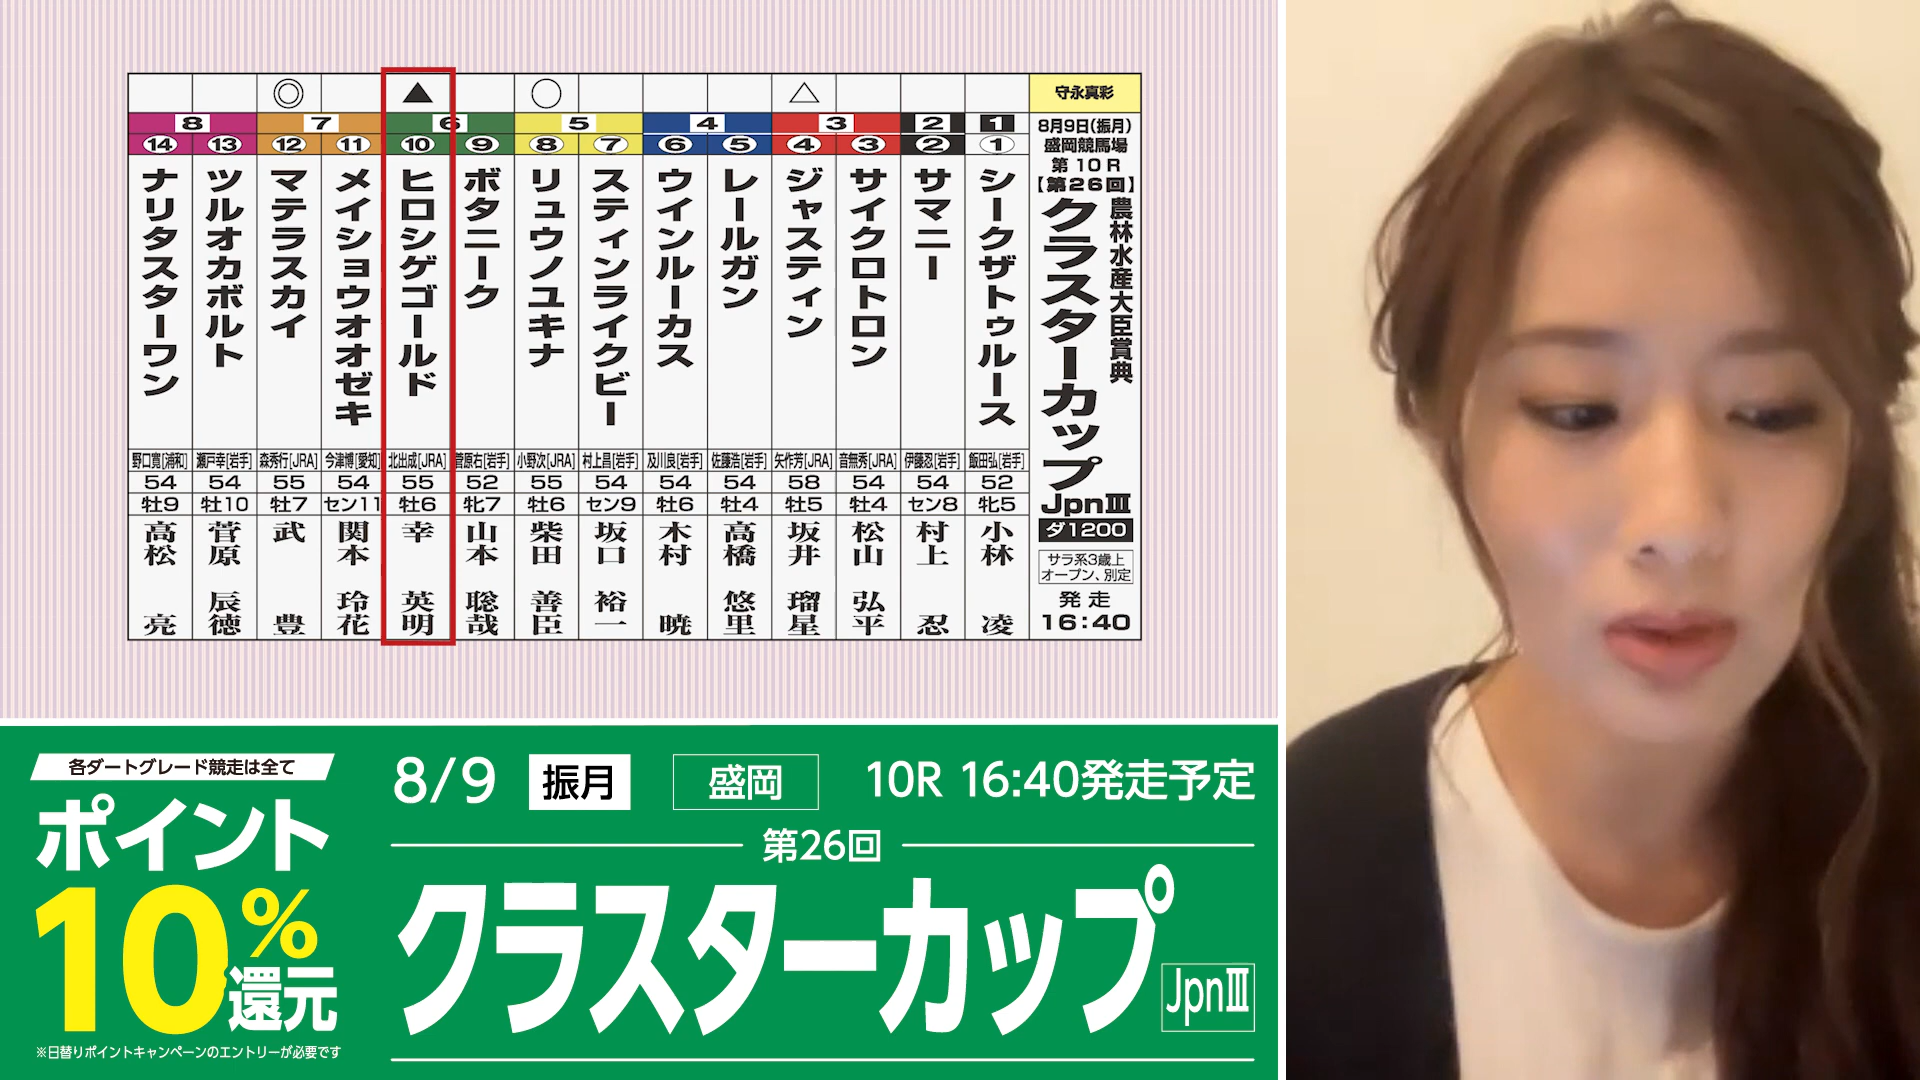 守永真彩
8月9日(振月)
盛岡競馬場
第10R
【第26回】
農林水産大臣賞典
クラスターカップ
JpnⅢ
ダ1200
サラ系3歳上
オープン、別定
発走
16:40
1 ① シークザトゥルース 飯田弘[岩手] 52 牝5 小林凌
2 ② サマニー 伊藤忍[岩手] 54 セン8 村上忍
3 ③ サイクロトロン 音無秀[JRA] 54 牡4 松山弘平
△ ④ ジャスティン 矢作芳[JRA] 58 牡5 坂井瑠星
4 ⑤ レールガン 佐藤浩[岩手] 54 牡4 高橋悠里
⑥ ウインルーカス 及川良[岩手] 54 牡6 木村暁
5 ⑦ スティンライクビー 村上昌[岩手] 54 セン9 坂口裕一
○ ⑧ リュウノユキナ 小野次[JRA] 55 牡6 柴田善臣
6 ⑨ ボタニーク 菅原右[岩手] 52 牝7 山本聡哉
▲ ⑩ ヒロシゲゴールド 北出成[JRA] 55 牡6 幸英明
7 ⑪ メイショウオオゼキ 今津博[愛知] 54 セン11 関本玲花
◎ ⑫ マテラスカイ 森秀行[JRA] 55 牡7 武豊
8 ⑬ ツルオカボルト 瀬戸幸[岩手] 54 牡10 菅原辰徳
⑭ ナリタスターワン 野口寛[浦和] 54 牡9 高松亮
各ダートグレード競走は全て
ポイント
10%
還元
※日替りポイントキャンペーンのエントリーが必要です
8/9 振月 盛岡 10R 16:40発走予定
第26回
クラスターカップ JpnⅢ